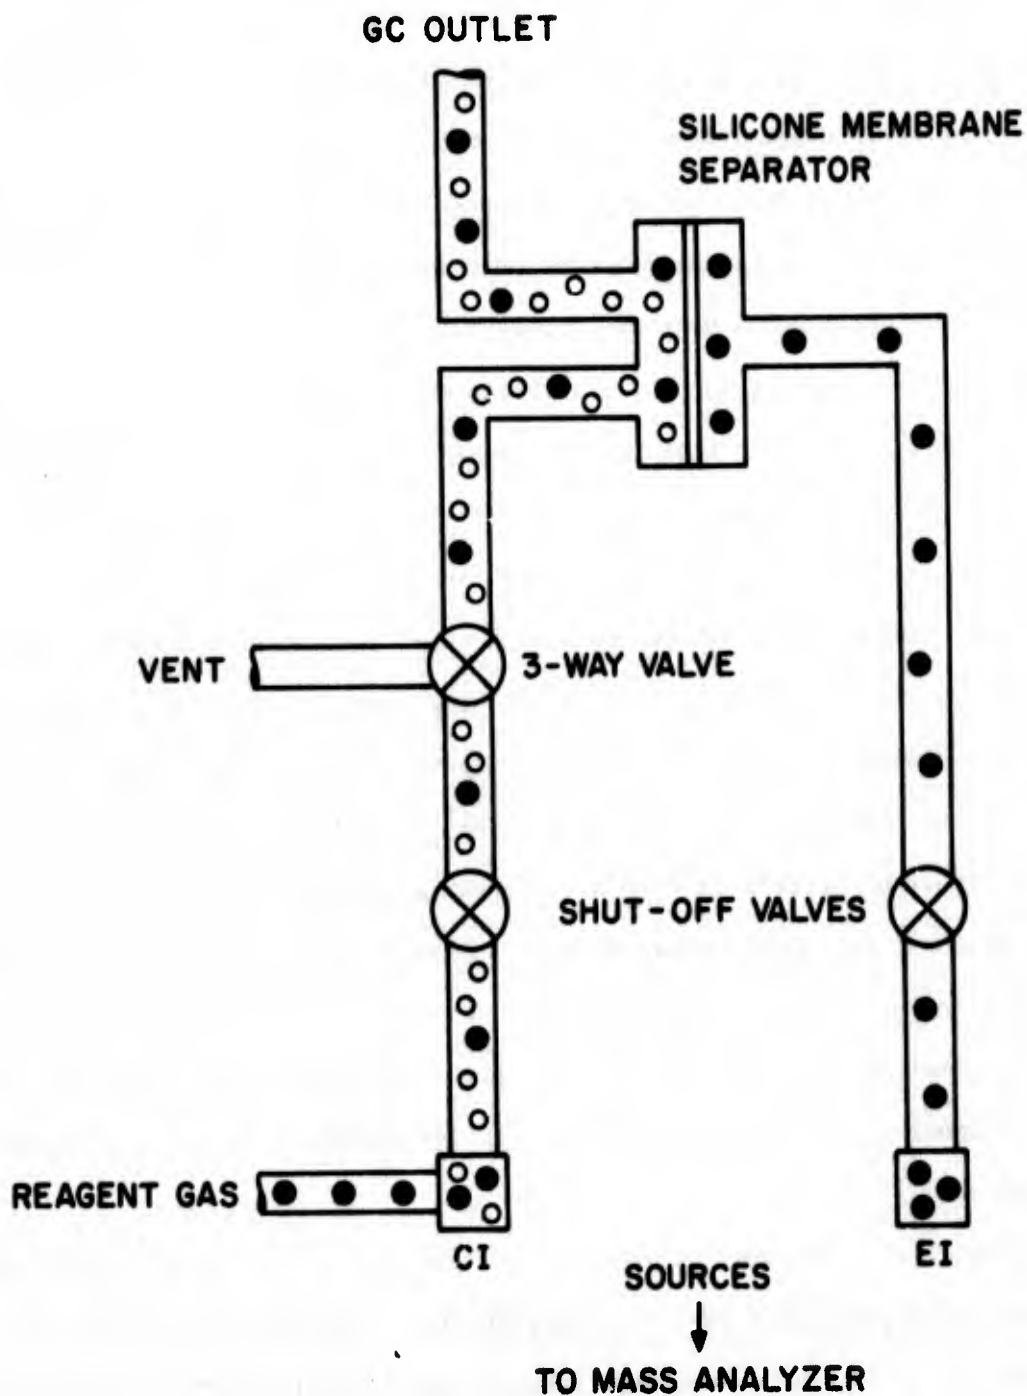 GC OUTLET
SILICONE MEMBRANE
SEPARATOR
VENT
3-WAY VALVE
SHUT-OFF VALVES
REAGENT GAS
CI
EI
SOURCES
TO MASS ANALYZER